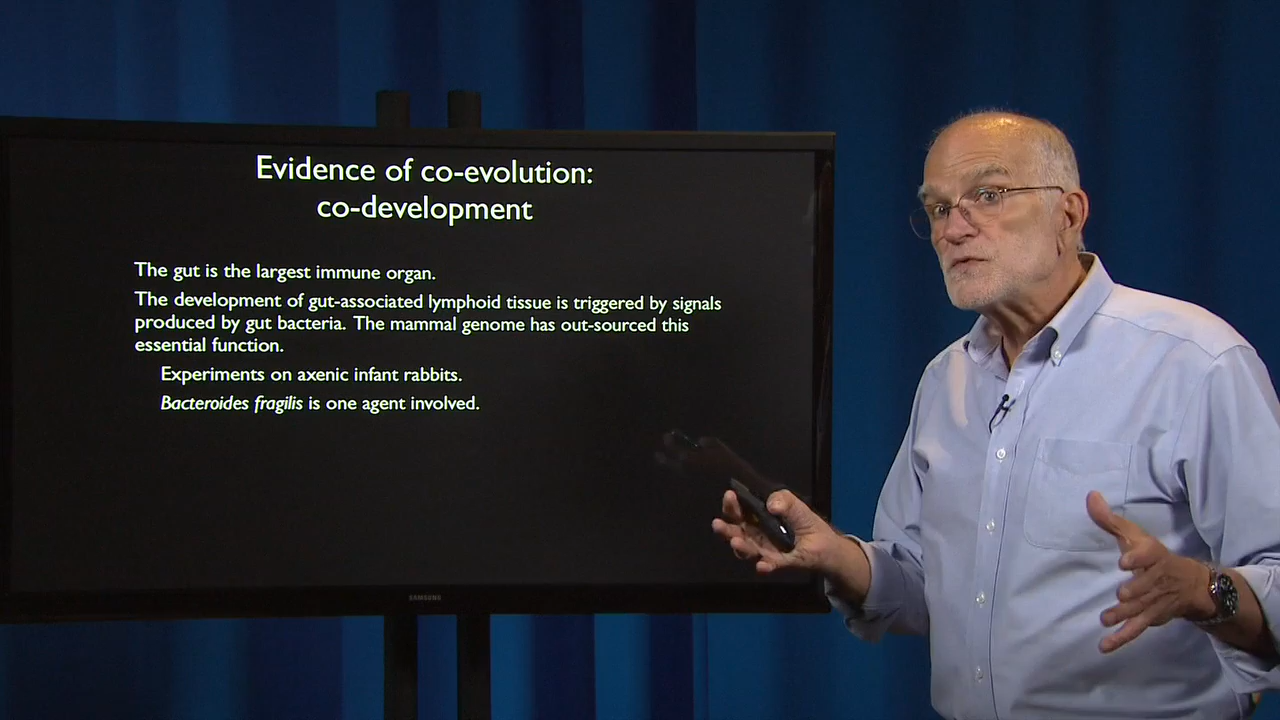 Evidence of co-evolution:
co-development
The gut is the largest immune organ.
The development of gut-associated lymphoid tissue is triggered by signals
produced by gut bacteria. The mammal genome has out-sourced this
essential function.
Experiments on axenic infant rabbits.
Bacteroides fragilis is one agent involved.
SAMSUNG